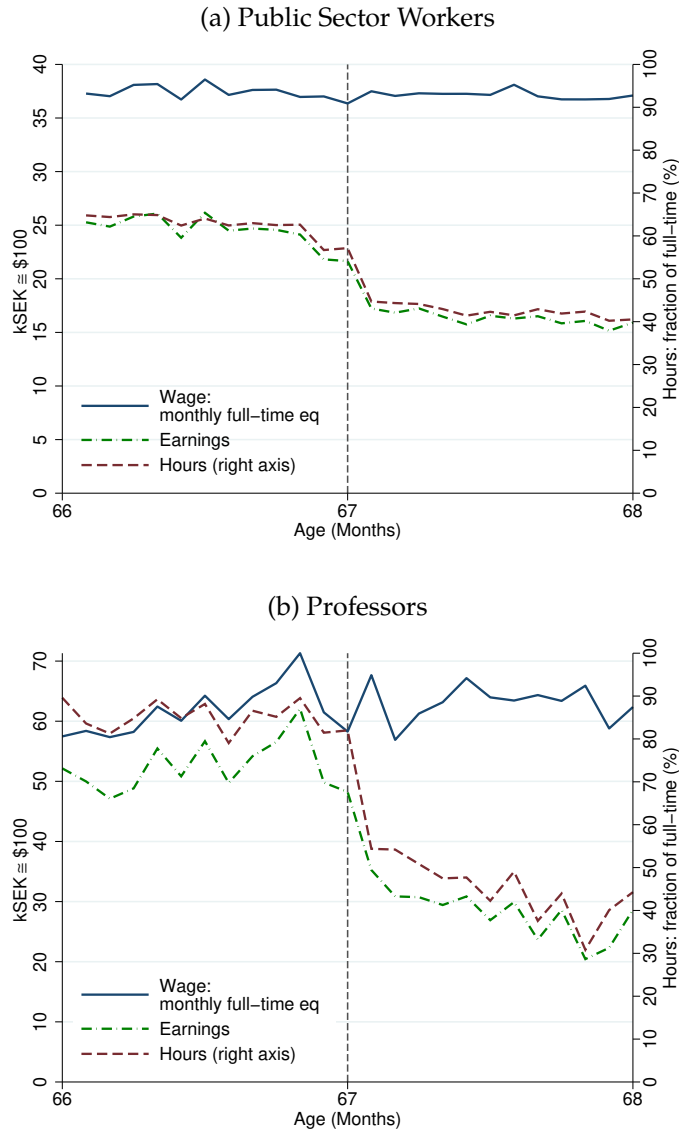 (a) Public Sector Workers
40
35
30
25
20
15
10
5
0
kSEK ≅ $100
100
90
80
70
60
50
40
30
20
10
0
Hours: fraction of full−time (%)
Wage:
monthly full−time eq
Earnings
Hours (right axis)
66
67
68
Age (Months)
(b) Professors
70
60
50
40
30
20
10
0
kSEK ≅ $100
100
90
80
70
60
50
40
30
20
10
0
Hours: fraction of full−time (%)
Wage:
monthly full−time eq
Earnings
Hours (right axis)
66
67
68
Age (Months)